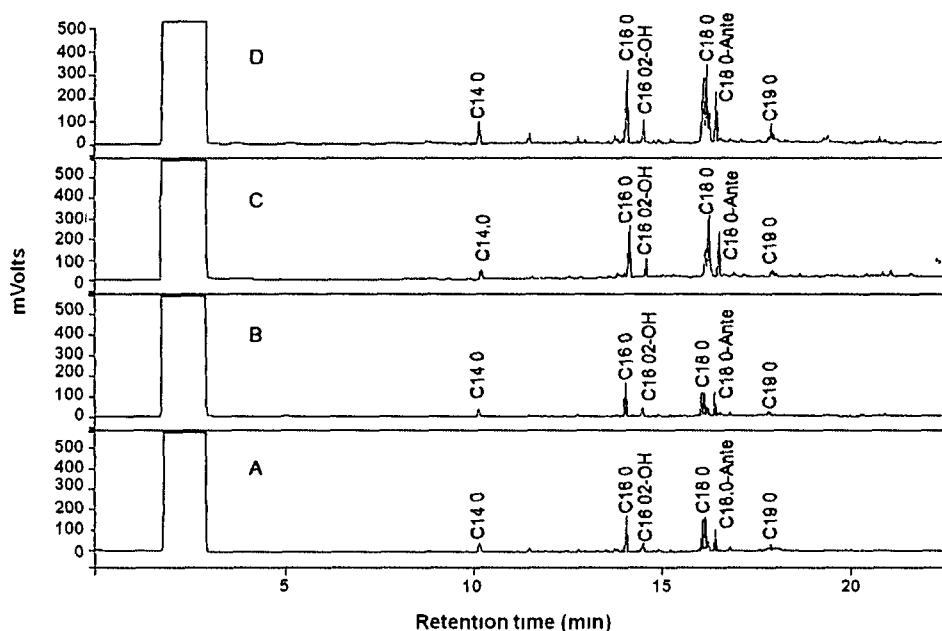 mVolts
500
400
300
200
100
0
D
C14 0
C18 0
C16 02-OH
C18 0
C18 0-Ante
C19 0
500
400
300
200
100
0
C
C14.0
C16 0
C16 02-OH
C18 0
C18 0-Ante
C19 0
500
400
300
200
100
0
B
C14 0
C16 0
C18 02-OH
C18 0
C18 0-Ante
C19 0
500
400
300
200
100
0
A
C14 0
C16 0
C16 02-OH
C18 0
C16.0-Ante
C19 0
5
10
15
20
Retention time (min)